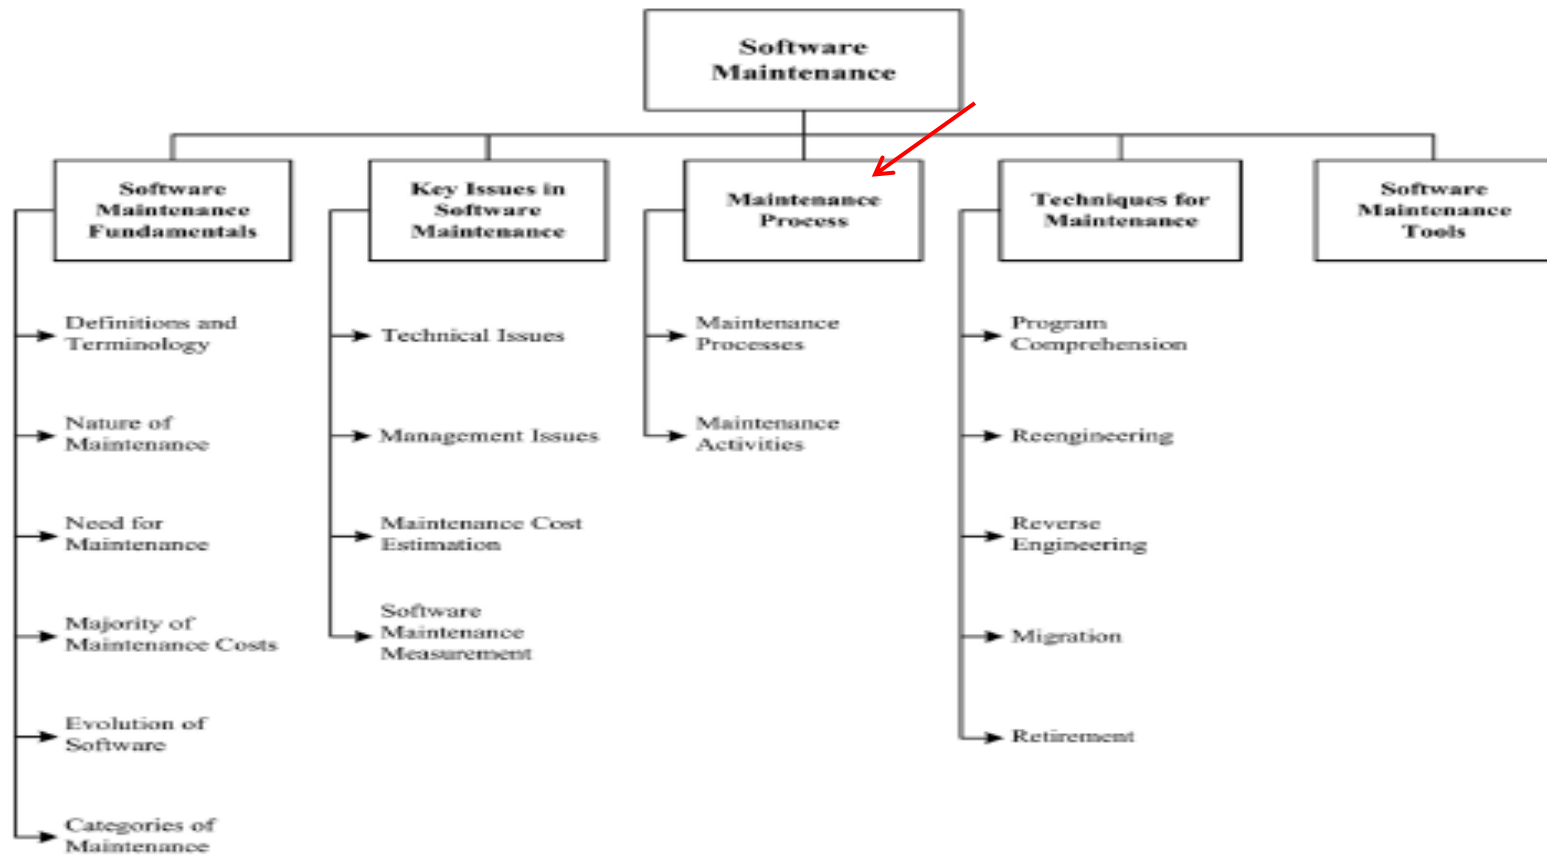 Software
Maintenance
Software
Maintenance
Fundamentals
Key Issues in
Software
Maintenance
Maintenance
Process
Techniques for
Maintenance
Software
Maintenance
Tools
Definitions and
Terminology
Nature of
Maintenance
Need for
Maintenance
Majority of
Maintenance Costs
Evolution of
Software
Categories of
Maintenance
Technical Issues
Management Issues
Maintenance Cost
Estimation
Software
Maintenance
Measurement
Maintenance
Processes
Maintenance
Activities
Program
Comprehension
Reengineering
Reverse
Engineering
Migration
Retirement